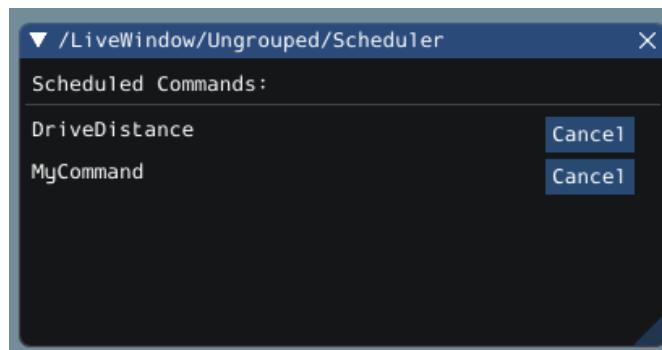 ▼ /LiveWindow/Ungrouped/Scheduler
Scheduled Commands:
DriveDistance Cancel
MyCommand Cancel